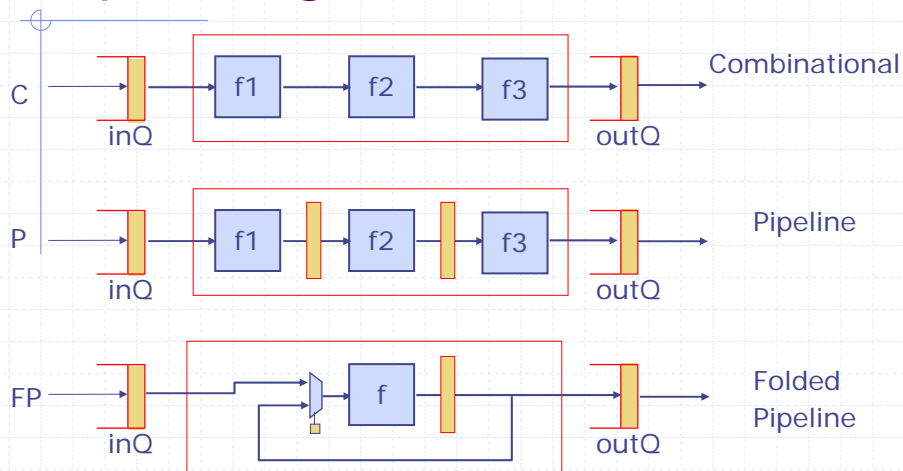 C
inQ
f1
f2
f3
outQ
Combinational
P
inQ
f1
f2
f3
outQ
Pipeline
FP
inQ
f
outQ
Folded
Pipeline